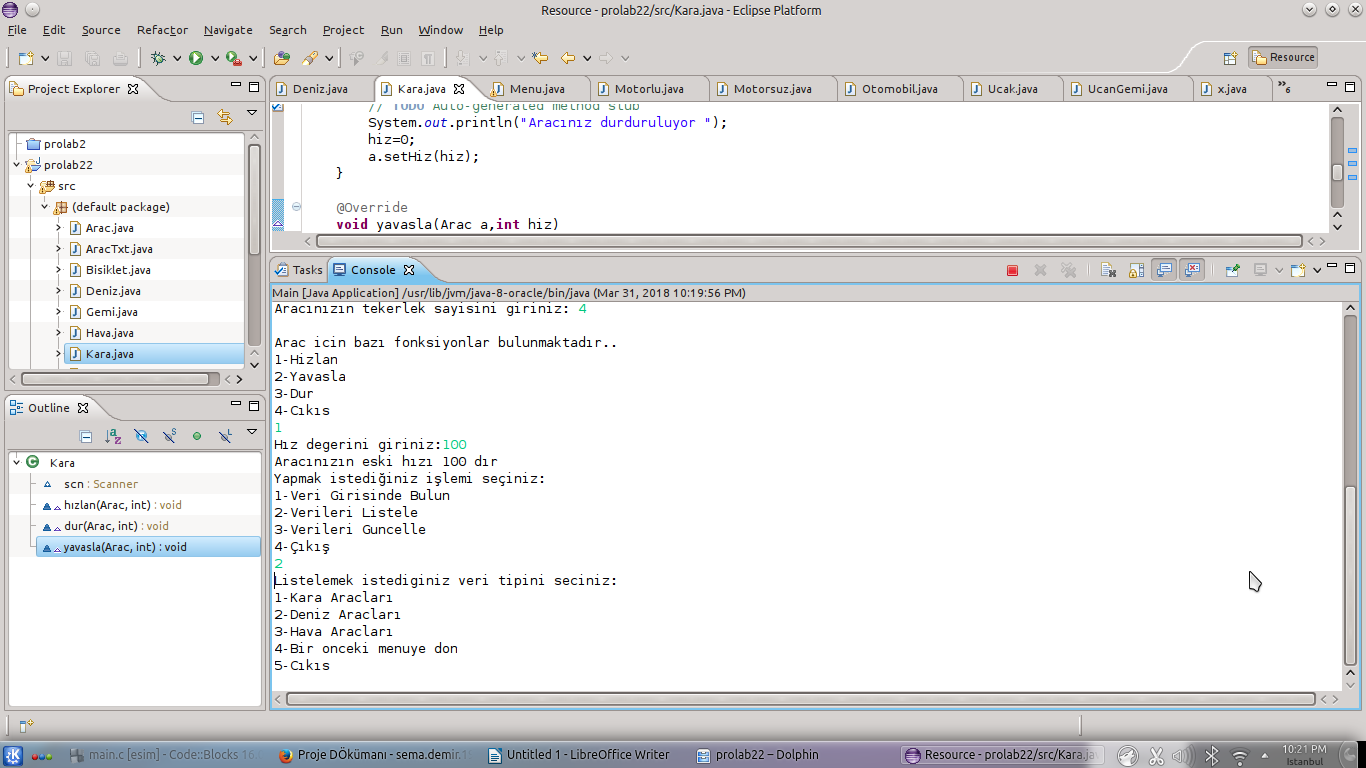 Resource - prolab22/src/Kara.java - Eclipse Platform
File Edit Source Refactor Navigate Search Project Run Window Help
Resource
Project Explorer
prolab2
prolab22
src
(default package)
Arac.java
AracTxt.java
Bisiklet.java
Deniz.java
Gemi.java
Hava.java
Kara.java
Outline
Kara
scn : Scanner
hızlan(Arac, int) : void
dur(Arac, int) : void
yavasla(Arac, int) : void
Deniz.java Kara.java Menu.java Motorlu.java Motorsuz.java Otomobil.java Ucak.java UcanGemi.java x.java »6
// TODO Auto-generated method stub
System.out.println("Aracınız durduruluyor ");
hiz=0;
a.setHiz(hiz);
}
@Override
void yavasla(Arac a,int hiz)
Tasks Console
Main [Java Application] /usr/lib/jvm/java-8-oracle/bin/java (Mar 31, 2018 10:19:56 PM)
Aracınızın tekerlek sayisini giriniz: 4
Arac icin bazı fonksiyonlar bulunmaktadır..
1-Hizlan
2-Yavasla
3-Dur
4-Cıkıs
1
Hız degerini giriniz:100
Aracınızın eski hızı 100 dır
Yapmak istediğiniz işlemi seçiniz:
1-Veri Girisinde Bulun
2-Verileri Listele
3-Verileri Guncelle
4-Çıkış
2
Listelemek istediginiz veri tipini seciniz:
1-Kara Aracları
2-Deniz Aracları
3-Hava Aracları
4-Bir onceki menuye don
5-Cıkıs
main.c [esim] - Code::Blocks 16 Proje DÖkümanı - sema.demir.1 Untitled 1 - LibreOffice Writer prolab22 – Dolphin Resource - prolab22/src/Kara.jav 10:21 PM
Istanbul